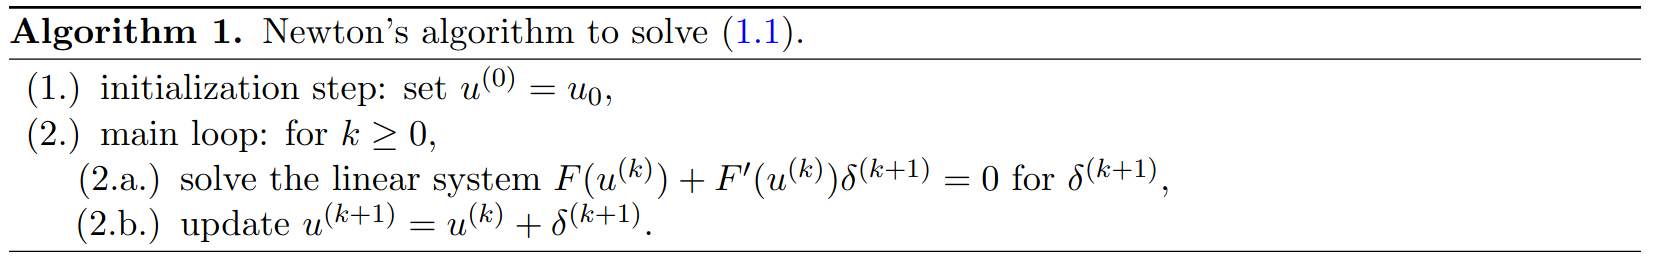 Algorithm 1. Newton's algorithm to solve (1.1).
(1.) initialization step: set u^{(0)} = u_0,
(2.) main loop: for k ≥ 0,
(2.a.) solve the linear system F(u^{(k)}) + F'(u^{(k)})δ^{(k+1)} = 0 for δ^{(k+1)},
(2.b.) update u^{(k+1)} = u^{(k)} + δ^{(k+1)}.